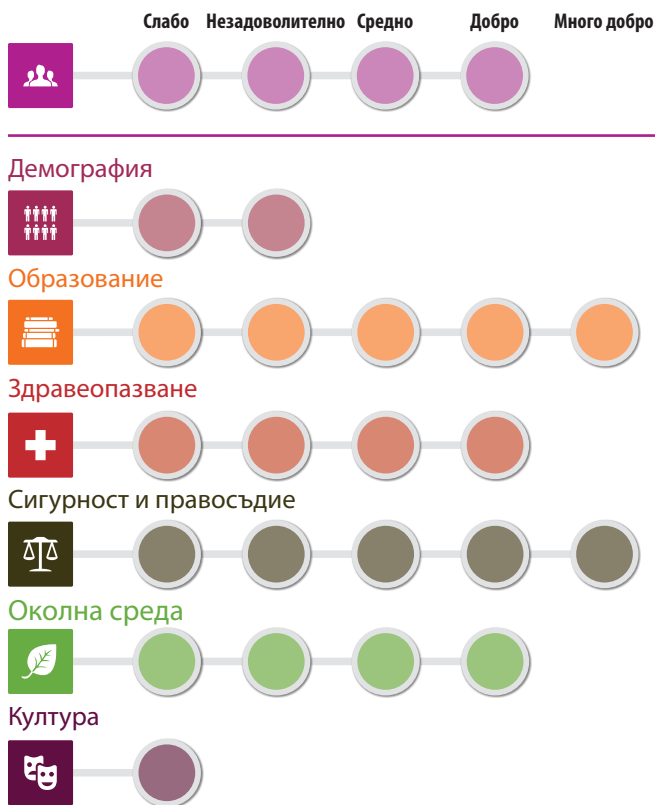 Слабо Незадоволително Средно Добро Много добро
Демография
Образование
Здравеопазване
Сигурност и правосъдие
Околна среда
Култура